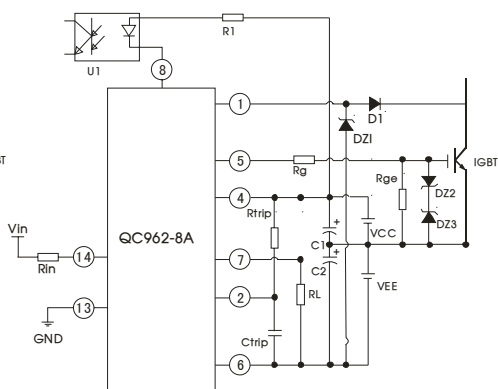 R1
U1
8
1
D1
DZ1
5
Rg
Rge
IGBT
DZ2
DZ3
4
Rtrip
QC962-8A
C1
+
VCC
Vin
Rin
14
7
C2
+
RL
VEE
2
13
GND
Ctrip
6